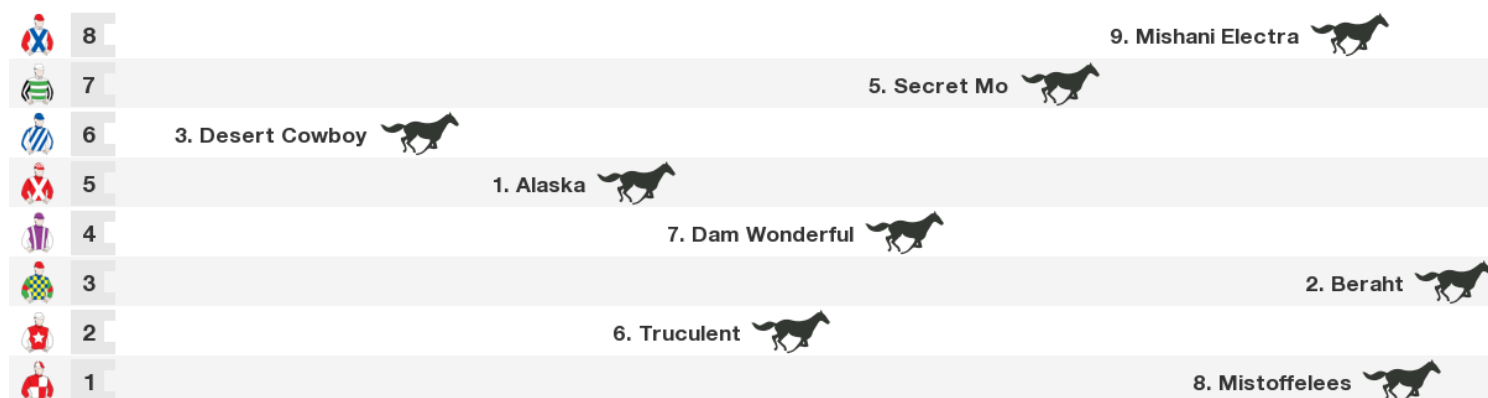 8 9. Mishani Electra
7 5. Secret Mo
6 3. Desert Cowboy
5 1. Alaska
4 7. Dam Wonderful
3 2. Beraht
2 6. Truculent
1 8. Mistoffelees